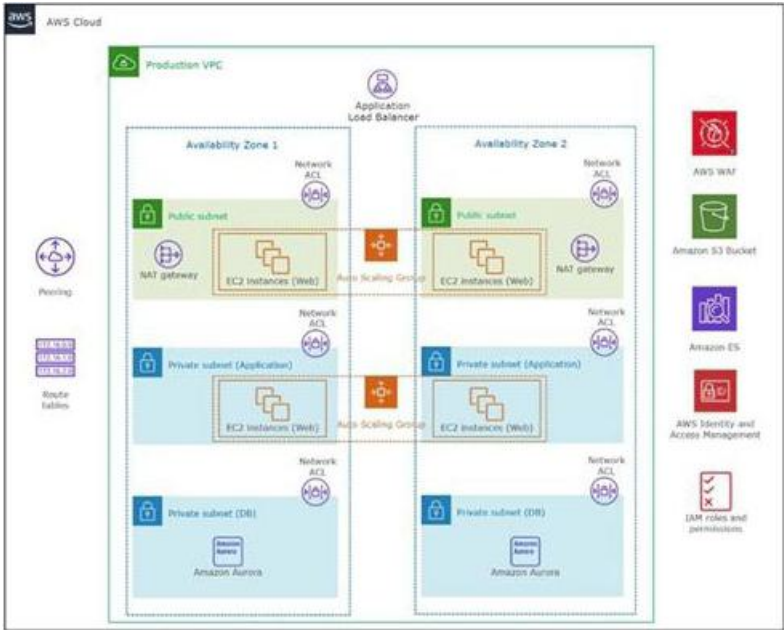 aws
AWS Cloud
Production VPC
Application
Load Balancer
Availability Zone 1
Availability Zone 2
Network
ACL
Network
ACL
Public subnet
Public subnet
NAT gateway
EC2 Instances (Web)
Auto Scaling Group
EC2 Instances (Web)
NAT gateway
Network
ACL
Network
ACL
Private subnet (Application)
Private subnet (Application)
EC2 Instances (Web)
Auto Scaling Group
EC2 Instances (Web)
Network
ACL
Network
ACL
Private subnet (DB)
Private subnet (DB)
Amazon
Aurora
Amazon Aurora
Amazon
Aurora
Amazon Aurora
Peering
Route
tables
AWS WAF
Amazon S3 Bucket
Amazon ES
AWS Identity and
Access Management
IAM roles and
permissions